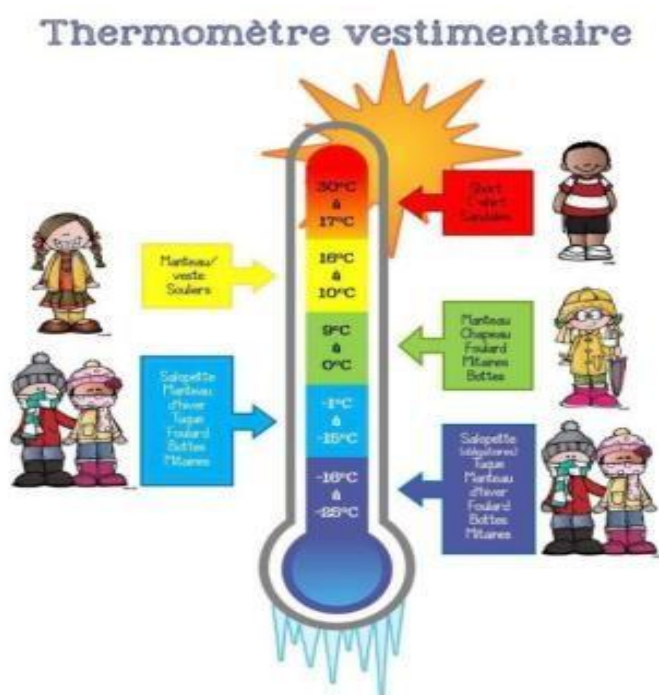 Thermomètre vestimentaire
30°C
à
17°C
Short
T-shirt
Sandales
Manteau/
veste
Souliers
16°C
à
10°C
9°C
à
0°C
Manteau
Chapeau
Foulard
Mitaines
Bottes
Salopette
Manteau
d'hiver
Tuque
Foulard
Bottes
Mitaines
-1°C
à
-15°C
-16°C
à
-25°C
Salopette
(obligatoires)
Tuque
Manteau
d'hiver
Foulard
Bottes
Mitaines